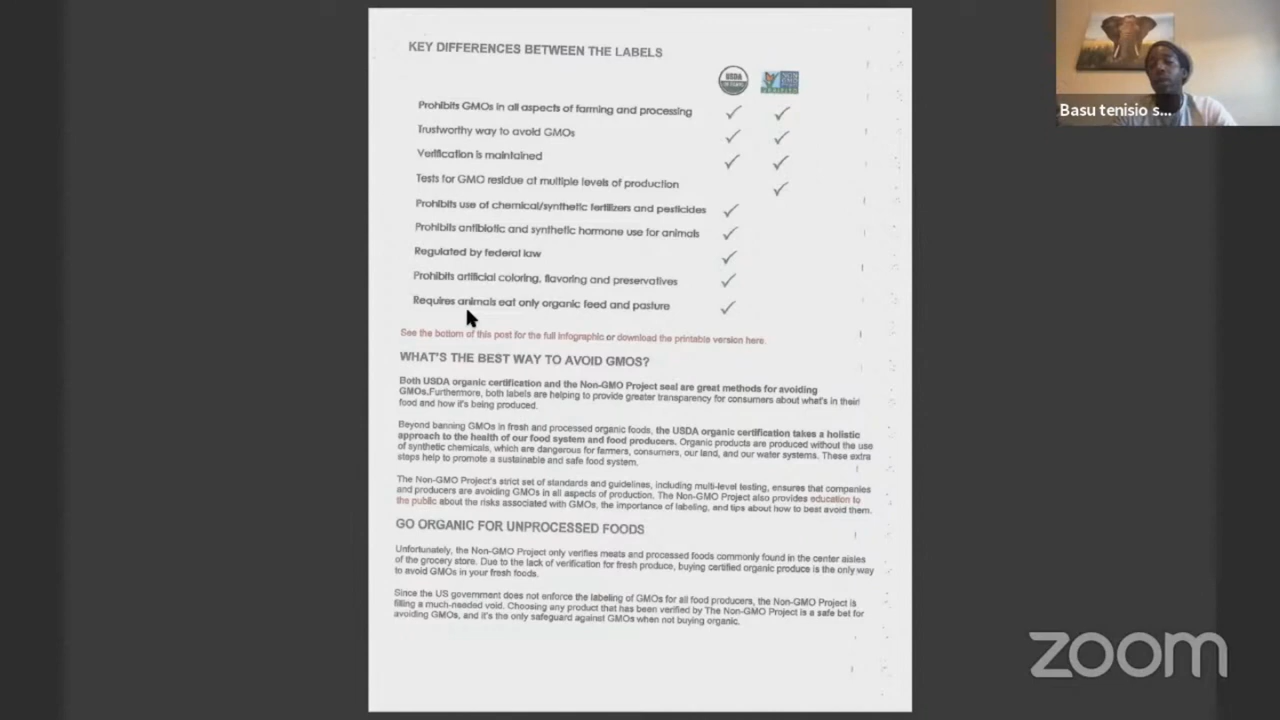 KEY DIFFERENCES BETWEEN THE LABELS
USDA
NON
Prohibits GMOs in all aspects of farming and processing
Trustworthy way to avoid GMOs
Verification is maintained
Tests for GMO residue at multiple levels of production
Prohibits use of chemical/synthetic fertilizers and pesticides
Prohibits antibiotic and synthetic hormone use for animals
Regulated by federal law
Prohibits artificial coloring, flavoring and preservatives
Requires animals eat only organic feed and pasture
See the bottom of this post for the full infographic or download the printable version here.
WHAT'S THE BEST WAY TO AVOID GMOS?
Both USDA organic certification and the Non-GMO Project seal are great methods for avoiding
GMOs.Furthermore, both labels are helping to provide greater transparency for consumers about what's in their
food and how it's being produced.
Beyond banning GMOs in fresh and processed organic foods, the USDA organic certification takes a holistic
approach to the health of our food system and food producers. Organic products are produced without the use
of synthetic chemicals, which are dangerous for farmers, consumers, our land, and our water systems. These extra
steps help to promote a sustainable and safe food system.
The Non-GMO Project's strict set of standards and guidelines, including multi-level testing, ensures that companies
and producers are avoiding GMOs in all aspects of production. The Non-GMO Project also provides education to
the public about the risks associated with GMOs, the importance of labeling, and tips about how to best avoid them.
GO ORGANIC FOR UNPROCESSED FOODS
Unfortunately, the Non-GMO Project only verifies meats and processed foods commonly found in the center aisles
of the grocery store. Due to the lack of verification for fresh produce, buying certified organic produce is the only way
to avoid GMOs in your fresh foods.
Since the US government does not enforce the labeling of GMOs for all food producers, the Non-GMO Project is
filling a much-needed void. Choosing any product that has been verified by The Non-GMO Project is a safe bet for
avoiding GMOs, and it's the only safeguard against GMOs when not buying organic.
Basu tenisio s...
zoom